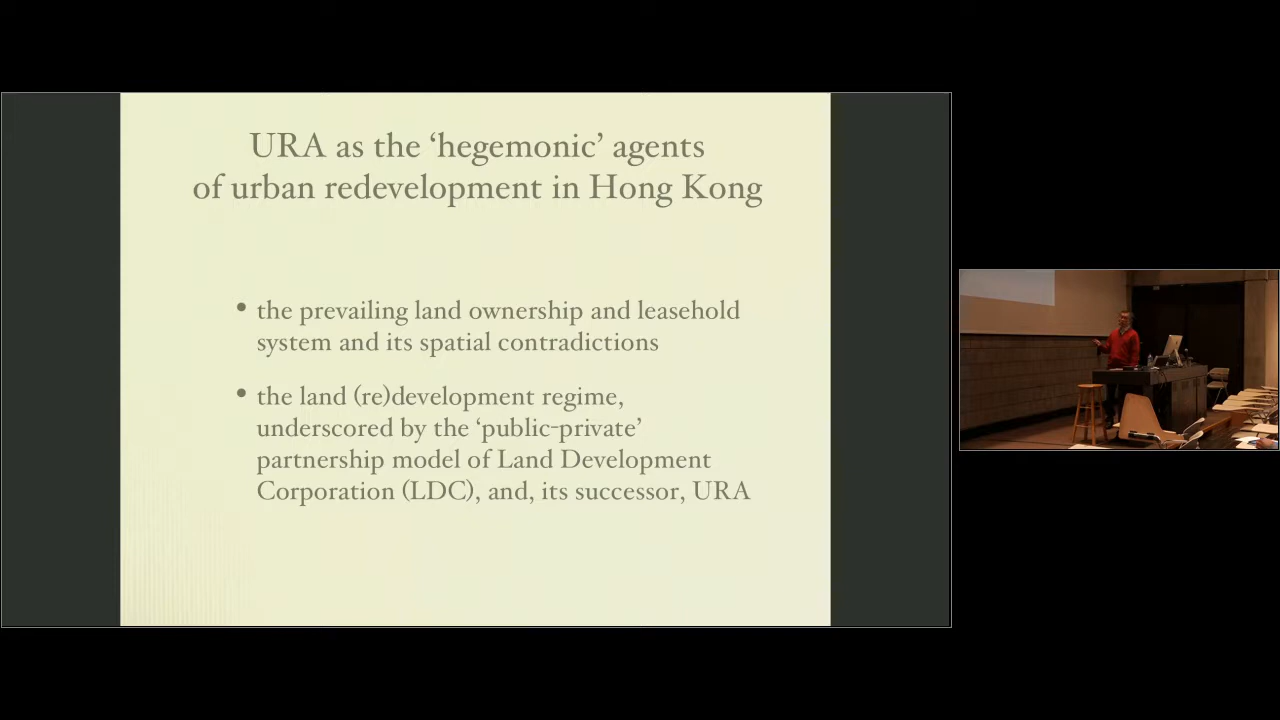 URA as the ‘hegemonic’ agents
of urban redevelopment in Hong Kong
• the prevailing land ownership and leasehold
system and its spatial contradictions
• the land (re)development regime,
underscored by the ‘public-private’
partnership model of Land Development
Corporation (LDC), and, its successor, URA